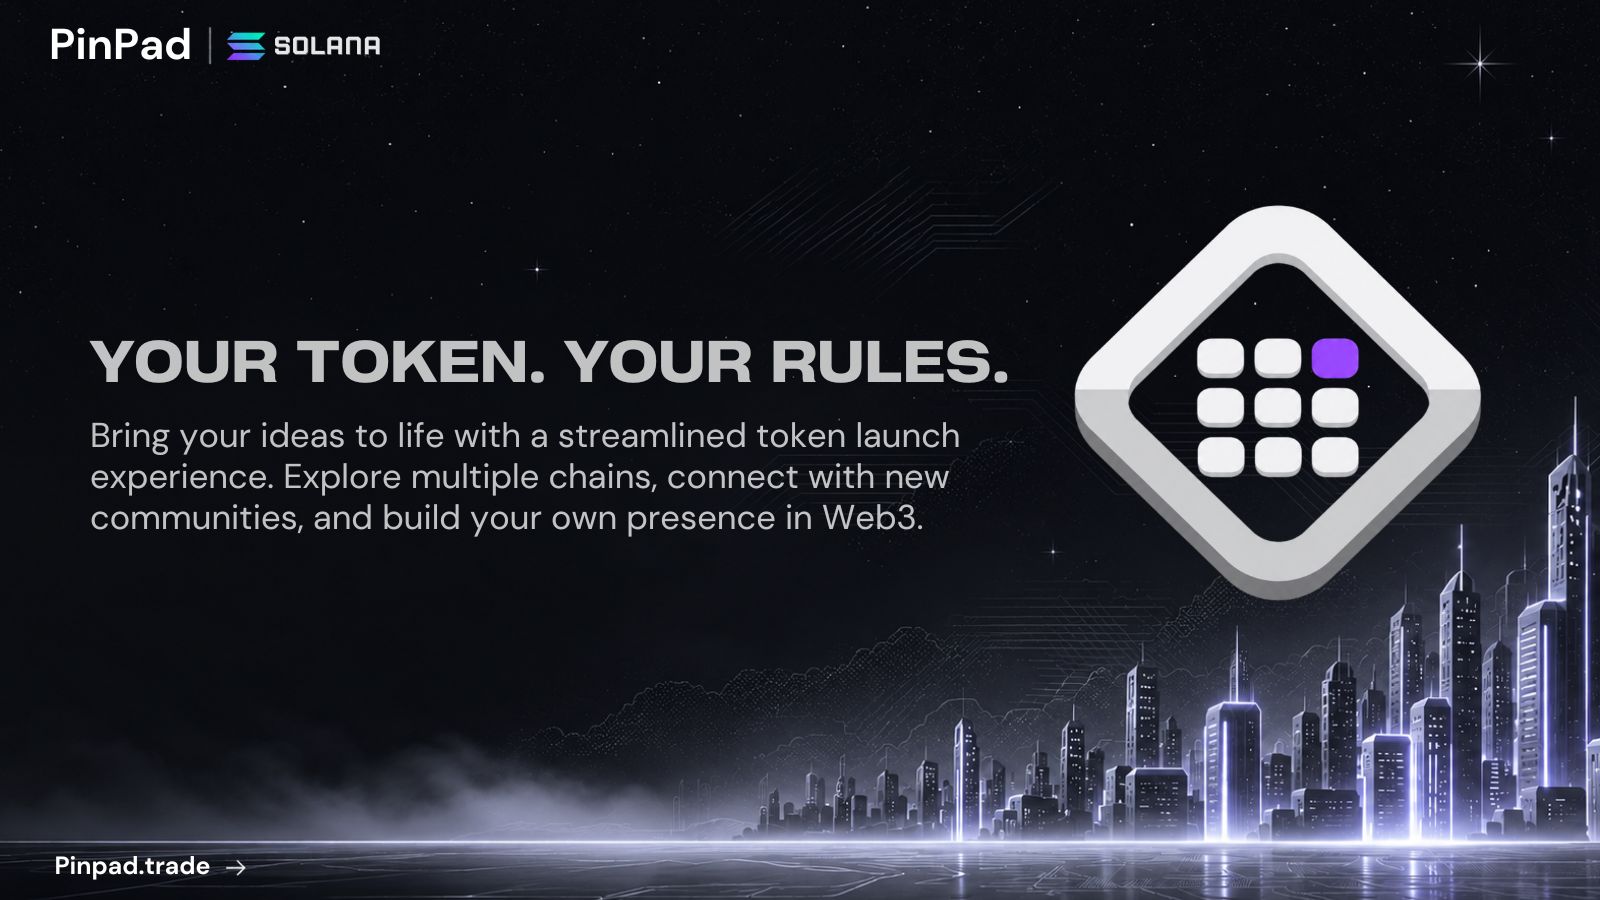 PinPad | SOLANA
YOUR TOKEN. YOUR RULES.
Bring your ideas to life with a streamlined token launch
experience. Explore multiple chains, connect with new
communities, and build your own presence in Web3.
Pinpad.trade →